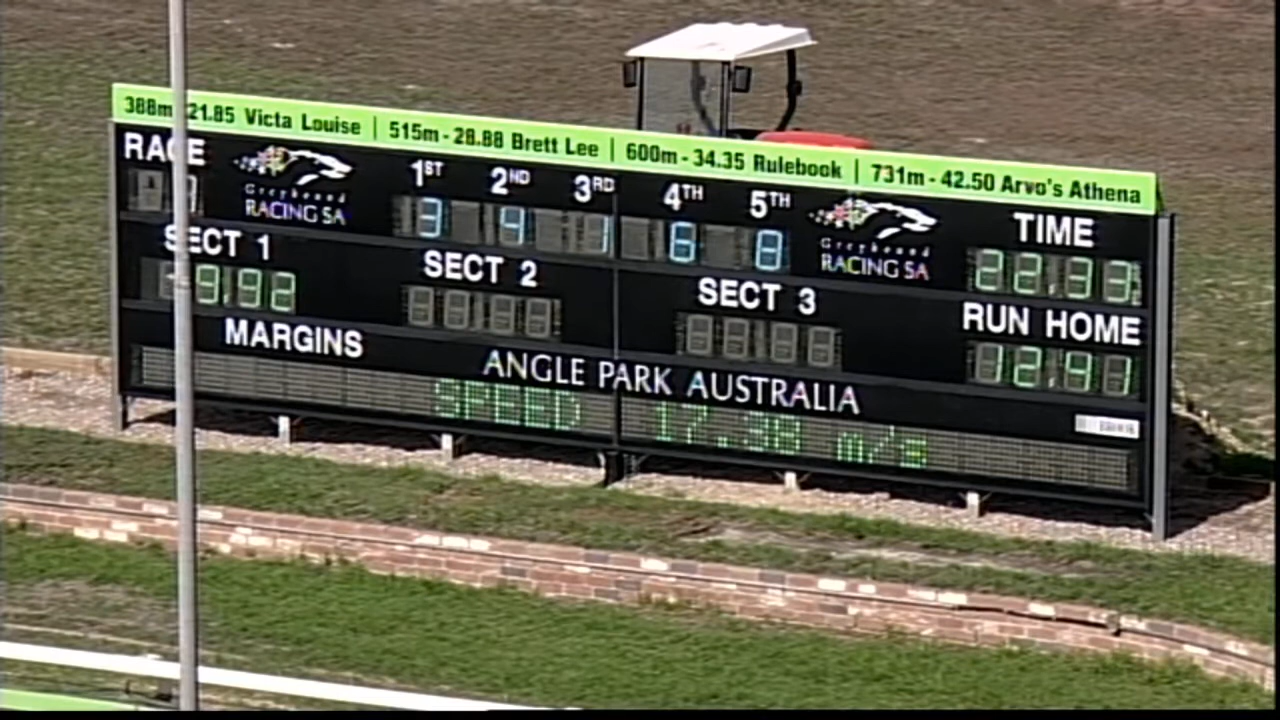 388m - 21.85 Victa Louise | 515m - 28.88 Brett Lee | 600m - 34.35 Rulebook | 731m - 42.50 Arvo's Athena
RACE
Greyhound
RACING SA
1ST 2ND 3RD 4TH 5TH
3 4 1 6 8
Greyhound
RACING SA
TIME
22.33
SECT 1
9.92
SECT 2
SECT 3
RUN HOME
12.41
MARGINS
ANGLE PARK AUSTRALIA
SPEED 17.38 m/s